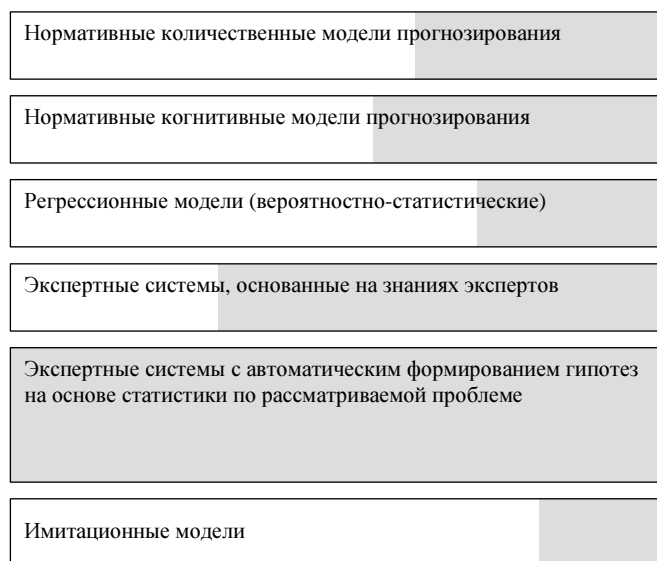 Нормативные количественные модели прогнозирования
Нормативные когнитивные модели прогнозирования
Регрессионные модели (вероятностно-статистические)
Экспертные системы, основанные на знаниях экспертов
Экспертные системы с автоматическим формированием гипотез
на основе статистики по рассматриваемой проблеме
Имитационные модели